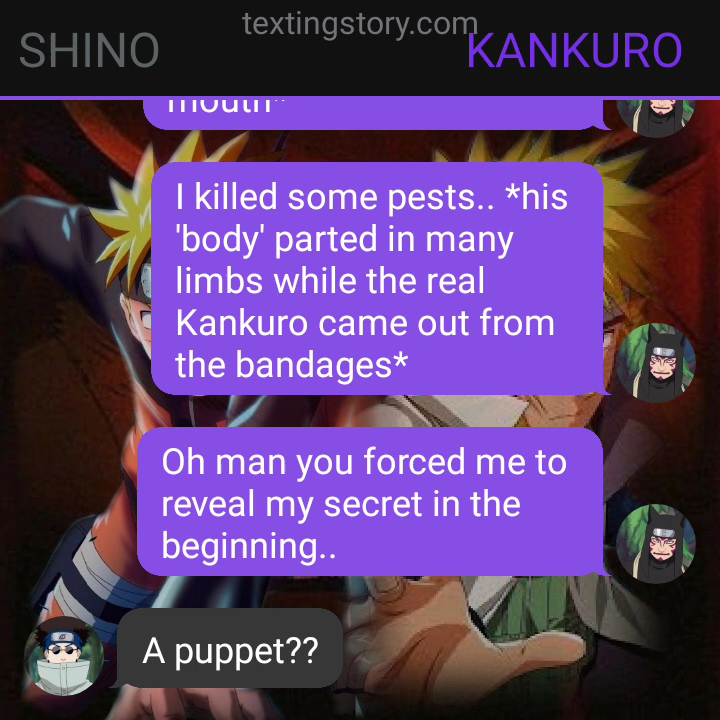 textingstory.com
SHINO
KANKURO
mouth*
I killed some pests.. *his
'body' parted in many
limbs while the real
Kankuro came out from
the bandages*
Oh man you forced me to
reveal my secret in the
beginning..
A puppet??